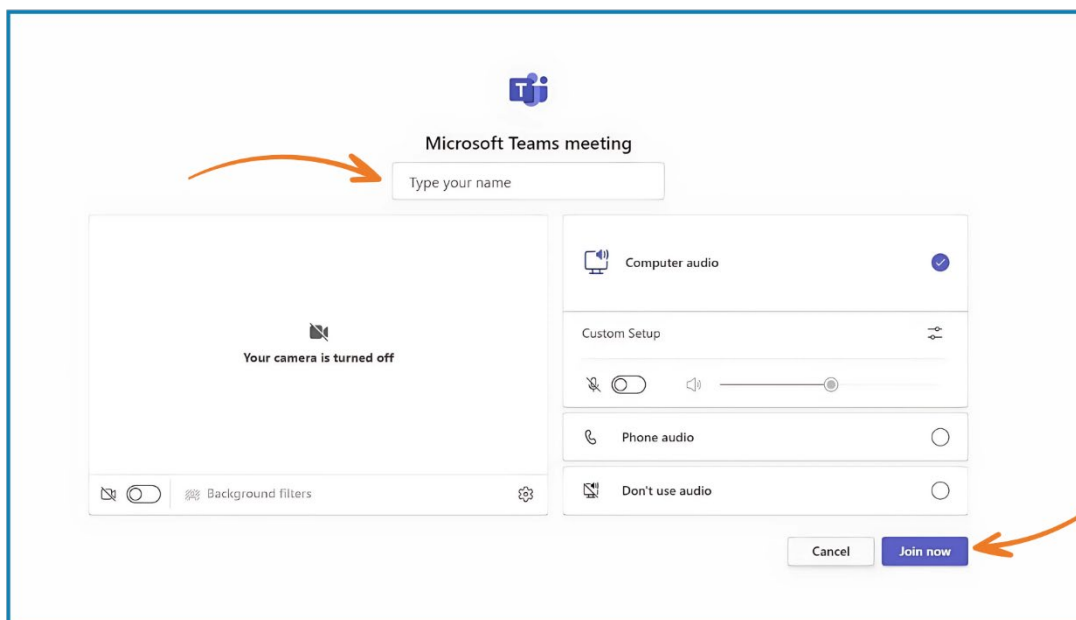 T
Microsoft Teams meeting
Type your name
Your camera is turned off
Background filters
Computer audio
Custom Setup
Phone audio
Don't use audio
Cancel
Join now